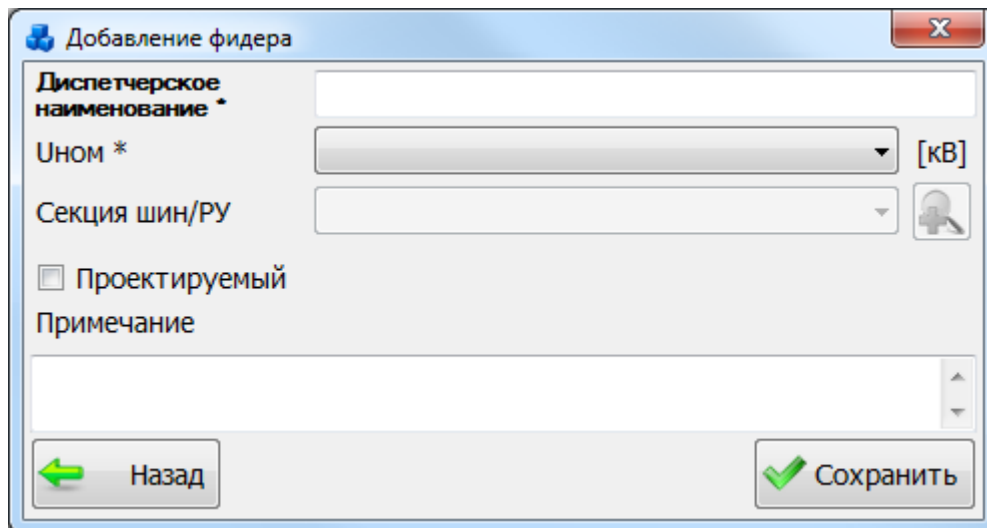 Добавление фидера
Диспетчерское
наименование *
Uном *
[кВ]
Секция шин/РУ
Проектируемый
Примечание
Назад
Сохранить